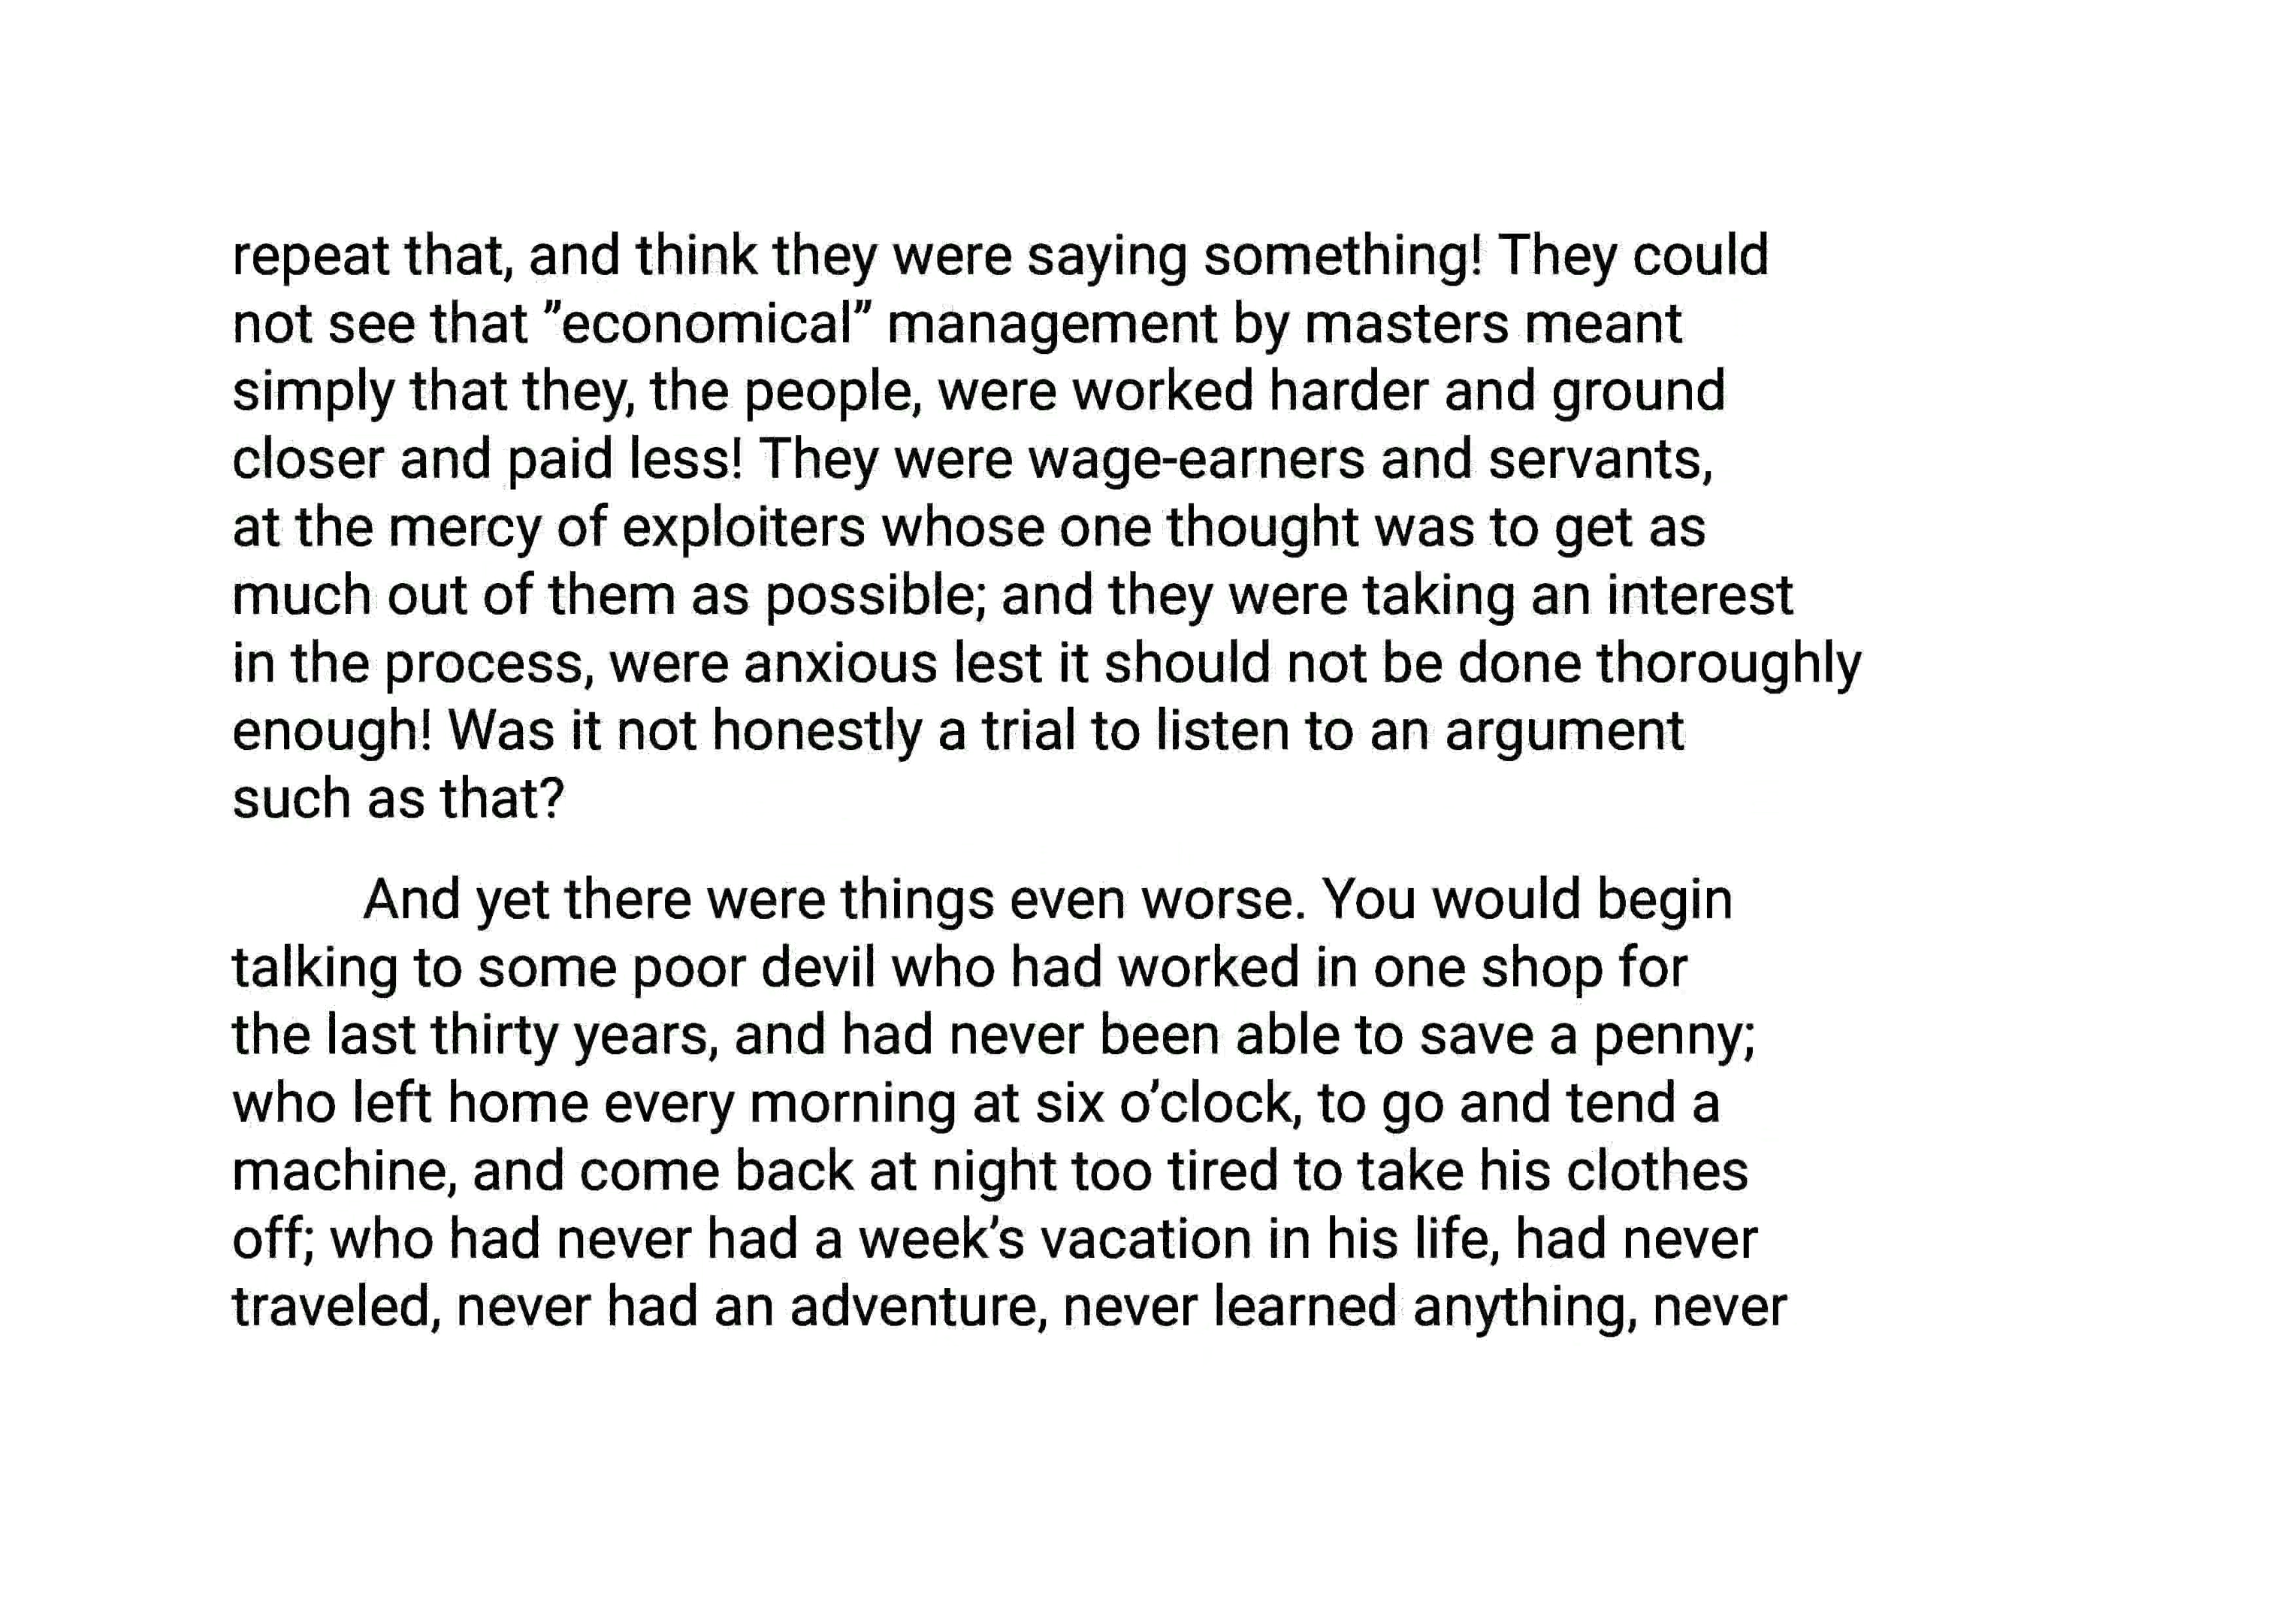 repeat that, and think they were saying something! They could
not see that ”economical” management by masters meant
simply that they, the people, were worked harder and ground
closer and paid less! They were wage-earners and servants,
at the mercy of exploiters whose one thought was to get as
much out of them as possible; and they were taking an interest
in the process, were anxious lest it should not be done thoroughly
enough! Was it not honestly a trial to listen to an argument
such as that?
And yet there were things even worse. You would begin
talking to some poor devil who had worked in one shop for
the last thirty years, and had never been able to save a penny;
who left home every morning at six o’clock, to go and tend a
machine, and come back at night too tired to take his clothes
off; who had never had a week’s vacation in his life, had never
traveled, never had an adventure, never learned anything, never